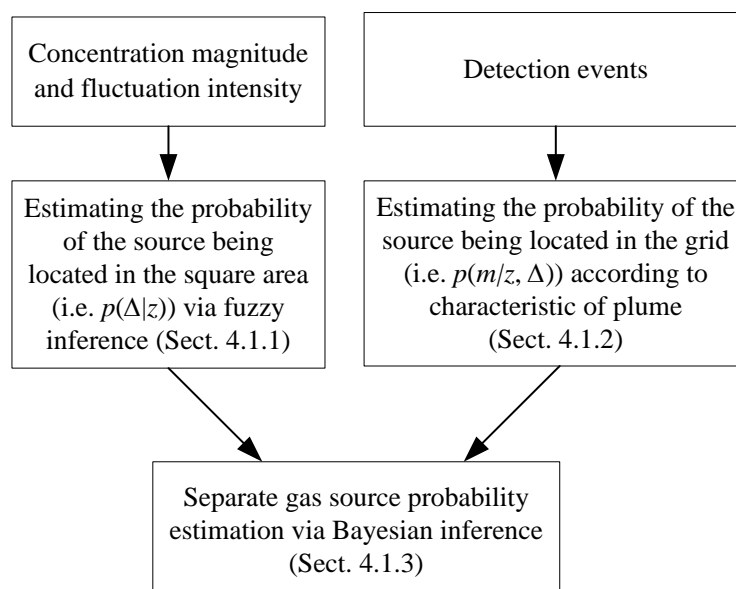 Concentration magnitude
and fluctuation intensity
Detection events
Estimating the probability
of the source being
located in the square area
(i.e. p(Δ|z)) via fuzzy
inference (Sect. 4.1.1)
Estimating the probability of the
source being located in the grid
(i.e. p(m/z, Δ)) according to
characteristic of plume
(Sect. 4.1.2)
Separate gas source probability
estimation via Bayesian inference
(Sect. 4.1.3)